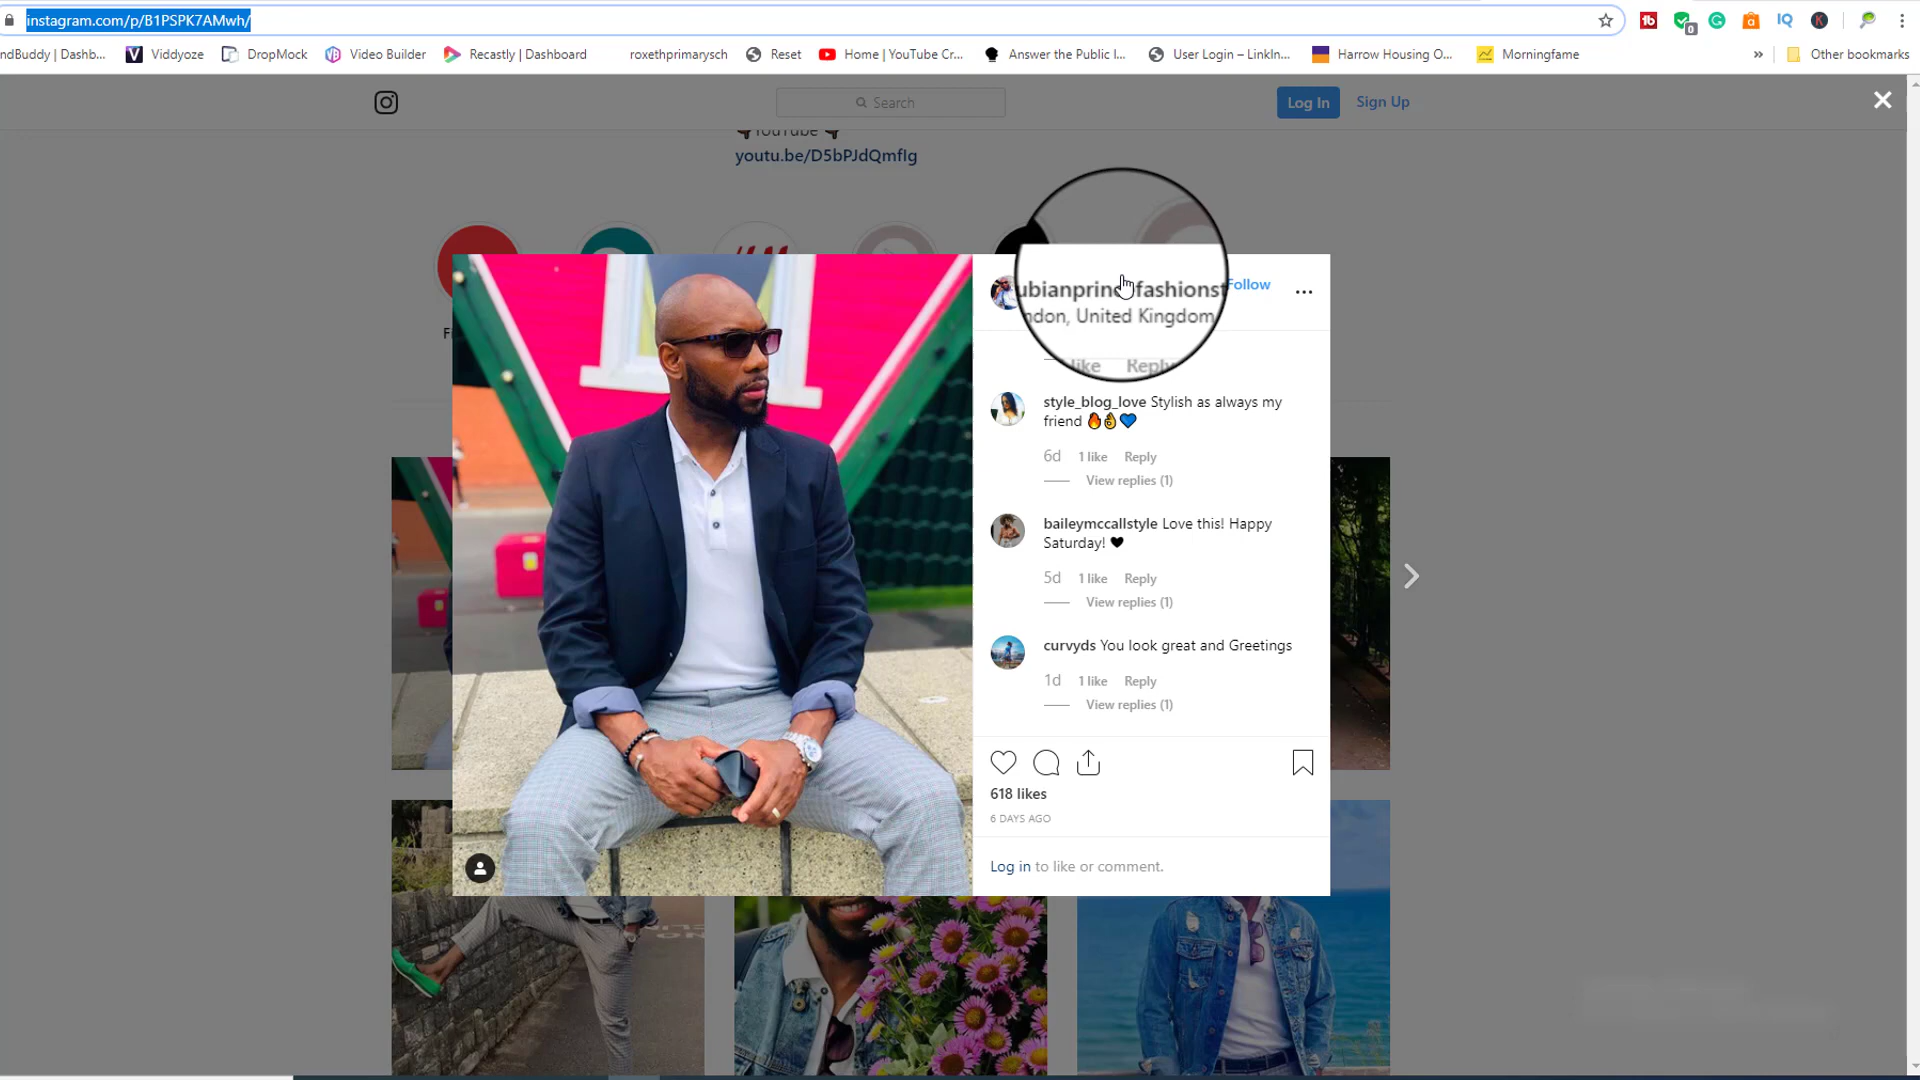 instagram.com/p/B1PSPK7AMwh/
ndBuddy | Dashb...
Viddyoze
DropMock
Video Builder
Recastly | Dashboard
roxethprimarysch
Reset
Home | YouTube Cr...
Answer the Public I...
User Login – LinkIn...
Harrow Housing O...
Morningfame
»
Other bookmarks
Search
Log In
Sign Up
YouTube
youtu.be/D5bPJdQmfIg
ubianprin fashionst
Follow
ndon, United Kingdom
like Reply
style_blog_love Stylish as always my
friend 🔥👌💙
6d 1 like Reply
View replies (1)
baileymccallstyle Love this! Happy
Saturday! 🖤
5d 1 like Reply
View replies (1)
curvyds You look great and Greetings
1d 1 like Reply
View replies (1)
618 likes
6 DAYS AGO
Log in to like or comment.